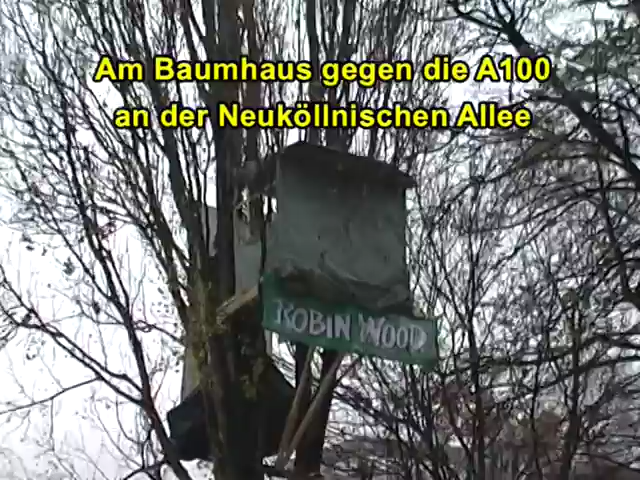 Am Baumhaus gegen die A100
an der Neuköllnischen Allee
ROBIN WOOD